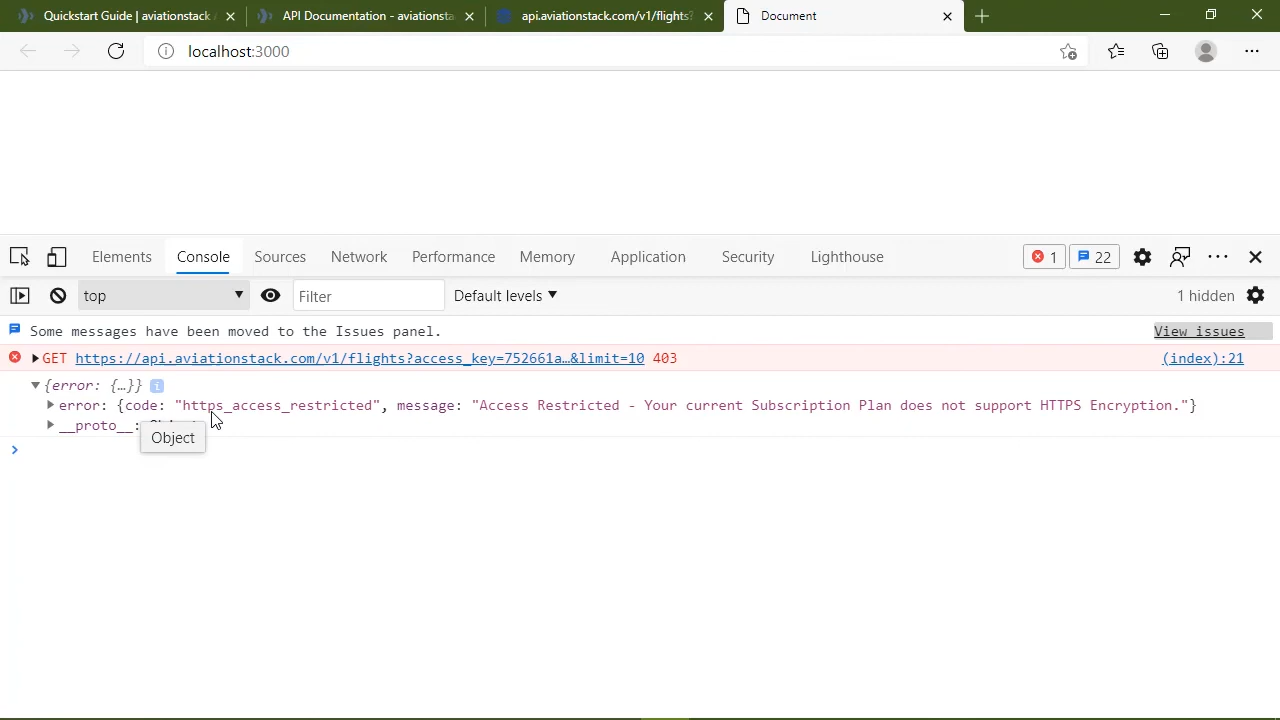 Quickstart Guide | aviationstack
API Documentation - aviationsta
api.aviationstack.com/v1/flights?
Document
localhost:3000
Elements
Console
Sources
Network
Performance
Memory
Application
Security
Lighthouse
1
22
top
Filter
Default levels
1 hidden
Some messages have been moved to the Issues panel.
View issues
GET https://api.aviationstack.com/v1/flights?access_key=752661a…&limit=10 403
(index):21
{error: {…}}
error: {code: "https_access_restricted", message: "Access Restricted - Your current Subscription Plan does not support HTTPS Encryption."}
__proto__:
Object